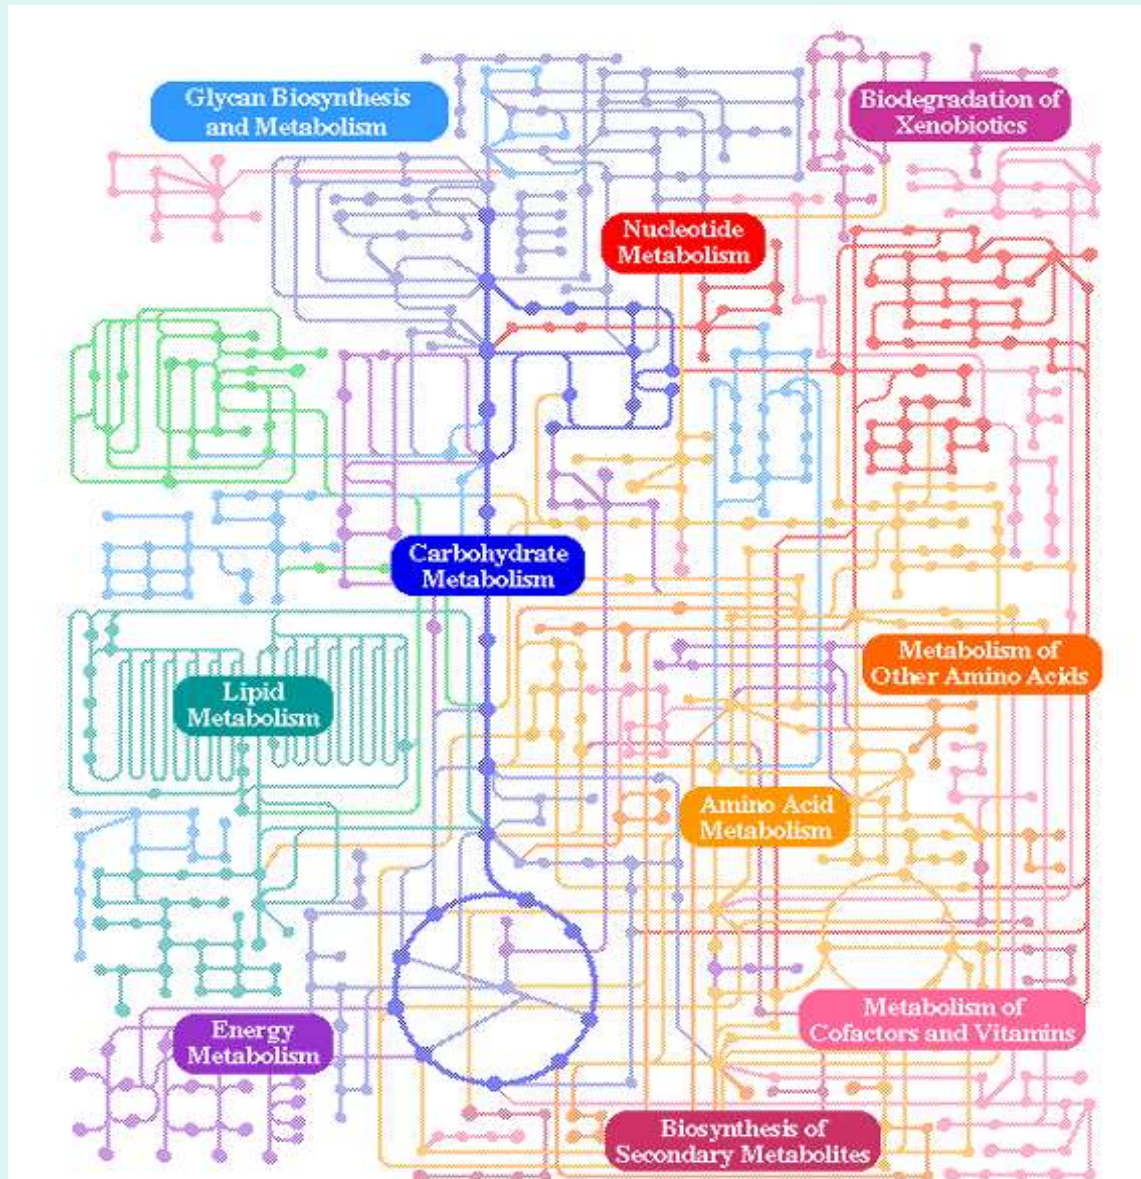 Glycan Biosynthesis
and Metabolism
Biodegradation of
Xenobiotics
Nucleotide
Metabolism
Carbohydrate
Metabolism
Metabolism of
Other Amino Acids
Lipid
Metabolism
Amino Acid
Metabolism
Metabolism of
Cofactors and Vitamins
Energy
Metabolism
Biosynthesis of
Secondary Metabolites